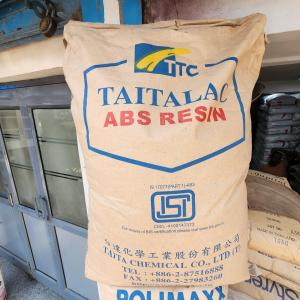 TTC
TAITALAC
ABS RESIN
ISI
台達化學工業股份有限公司
TAITA CHEMICAL CO., LTD (T)
TEL : +886-2-87516888
FAX : +886-2-27983260
POLIMAXX